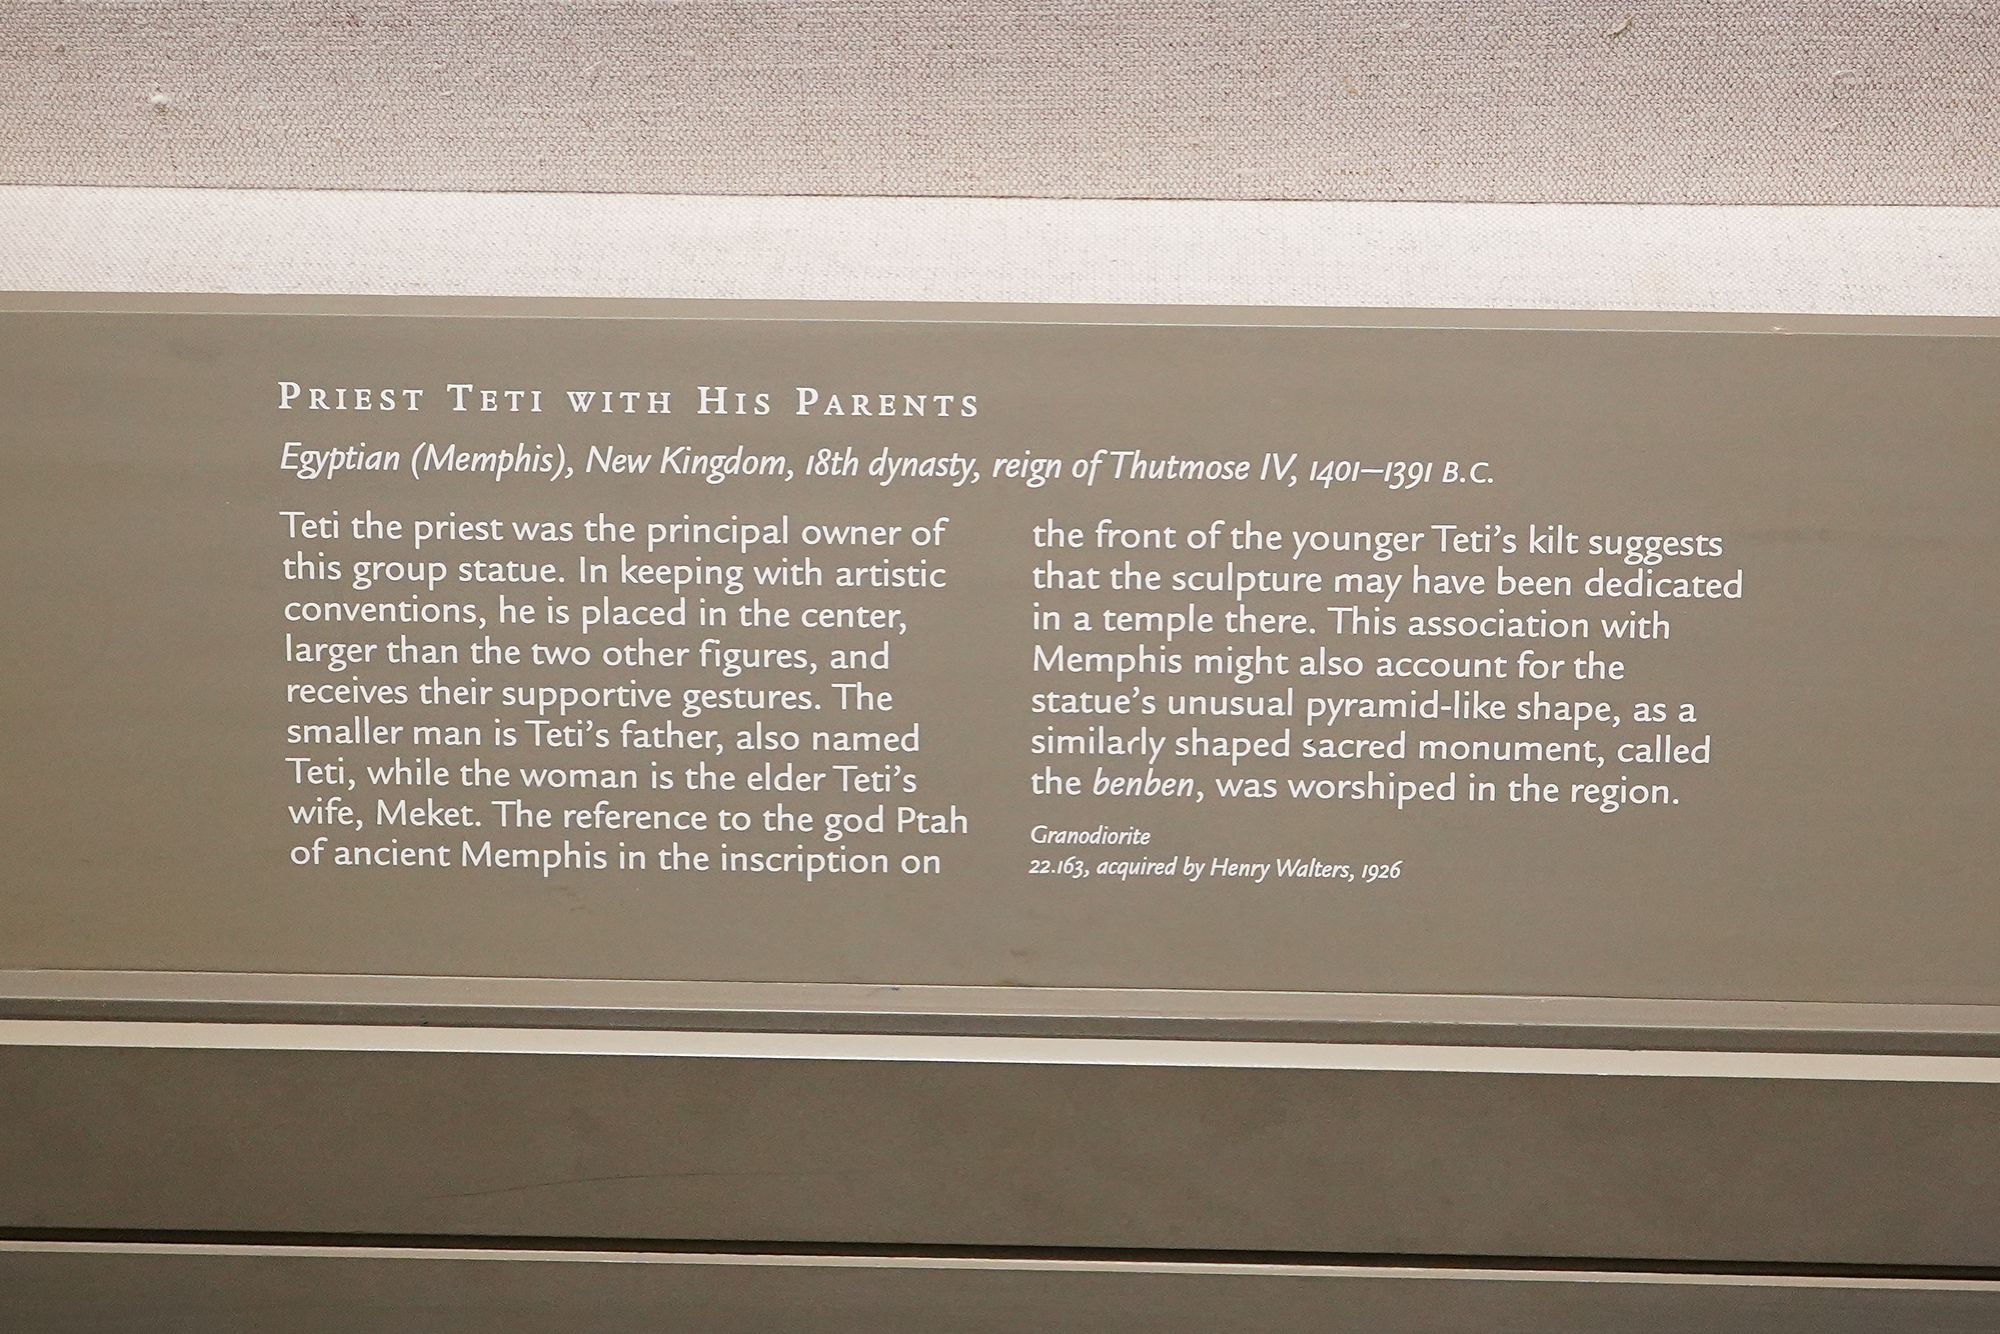 Priest Teti with His Parents
Egyptian (Memphis), New Kingdom, 18th dynasty, reign of Thutmose IV, 1401–1391 B.C.
Teti the priest was the principal owner of
this group statue. In keeping with artistic
conventions, he is placed in the center,
larger than the two other figures, and
receives their supportive gestures. The
smaller man is Teti's father, also named
Teti, while the woman is the elder Teti's
wife, Meket. The reference to the god Ptah
of ancient Memphis in the inscription on
the front of the younger Teti's kilt suggests
that the sculpture may have been dedicated
in a temple there. This association with
Memphis might also account for the
statue's unusual pyramid-like shape, as a
similarly shaped sacred monument, called
the benben, was worshiped in the region.
Granodiorite
22.163, acquired by Henry Walters, 1926